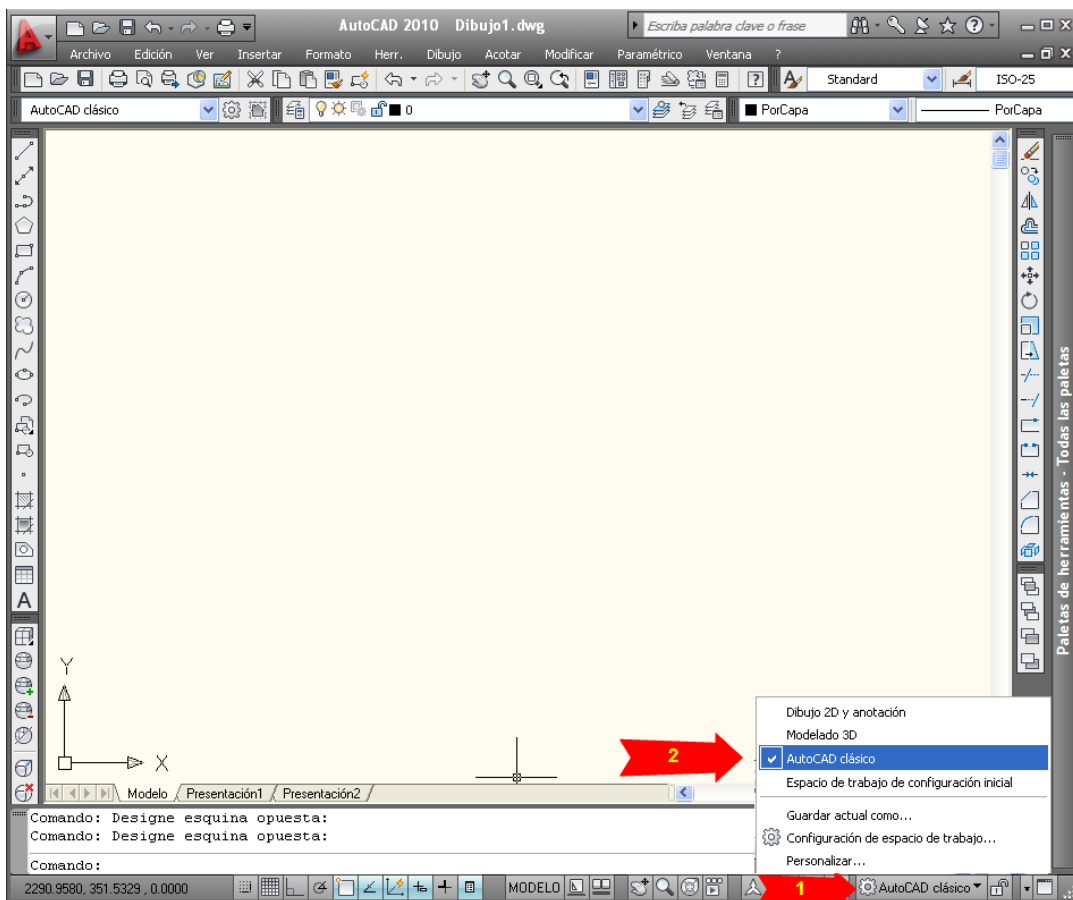 AutoCAD 2010 Dibujo1.dwg Escriba palabra clave o frase
Archivo Edición Ver Insertar Formato Herr. Dibujo Acotar Modificar Paramétrico Ventana ?
Standard ISO-25
AutoCAD clásico 0 PorCapa PorCapa
A
Paletas de herramientas - Todas las paletas
Y
X
Dibujo 2D y anotación
Modelado 3D
2
AutoCAD clásico
Espacio de trabajo de configuración inicial
Modelo Presentación1 Presentación2
Guardar actual como...
Configuración de espacio de trabajo...
Personalizar...
Comando: Designe esquina opuesta:
Comando: Designe esquina opuesta:
Comando:
2290.9580, 351.5329 , 0.0000 MODELO 1 AutoCAD clásico